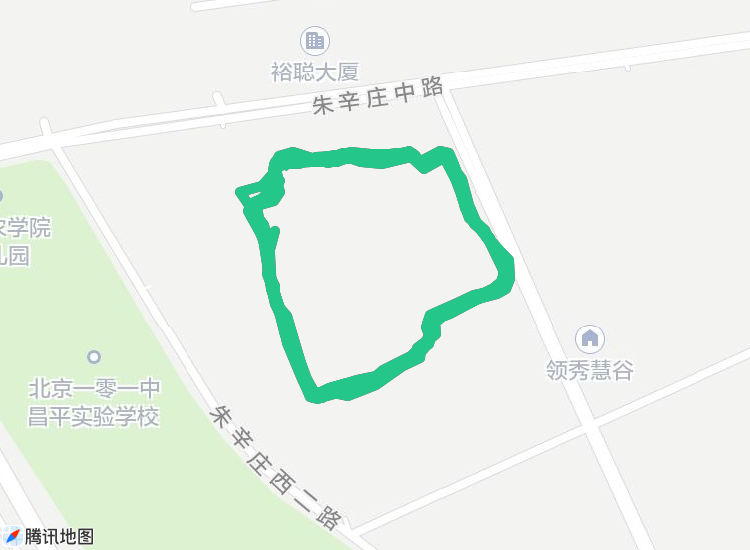 裕聪大厦
朱辛庄中路
农学院
儿园
领秀慧谷
北京一零一中
昌平实验学校
朱辛庄西二路
腾讯地图